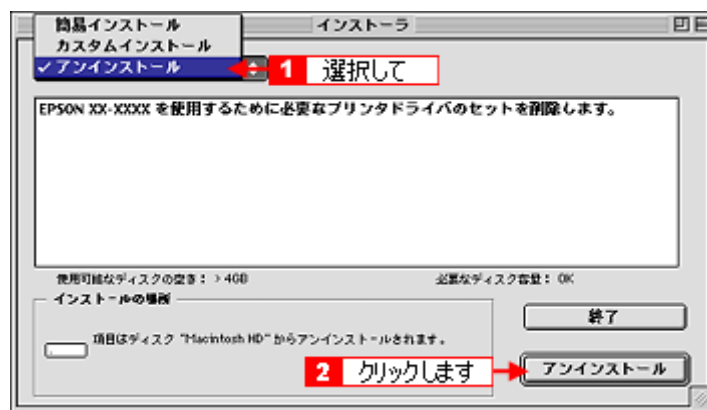 簡易インストール
インストーラ
カスタムインストール
✓アンインストール
1 選択して
EPSON XX-XXXX を使用するために必要なプリンタドライバのセットを削除します。
使用可能なディスクの空き： > 4GB
必要なディスク容量： OK
インストールの場所
項目はディスク "Macintosh HD" からアンインストールされます。
終了
2 クリックします
アンインストール